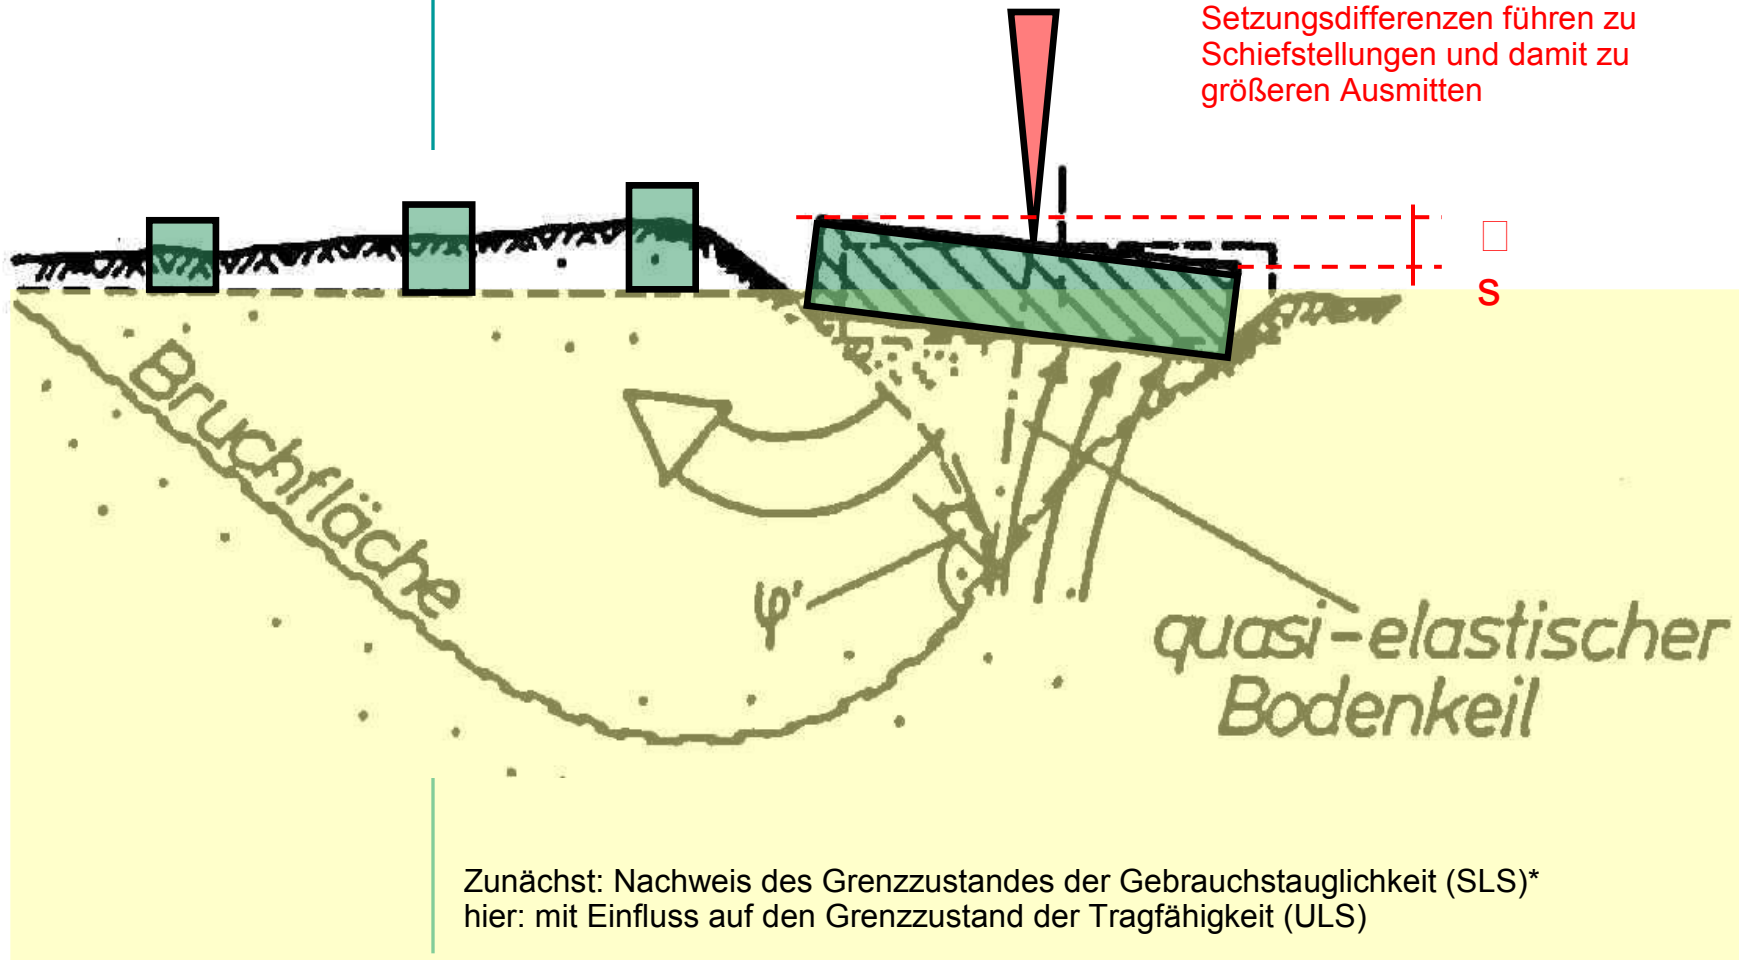 Setzungsdifferenzen führen zu
Schiefstellungen und damit zu
größeren Ausmitten
s
Bruchfläche
φ'
quasi-elastischer
Bodenkeil
Zunächst: Nachweis des Grenzzustandes der Gebrauchstauglichkeit (SLS)*
hier: mit Einfluss auf den Grenzzustand der Tragfähigkeit (ULS)